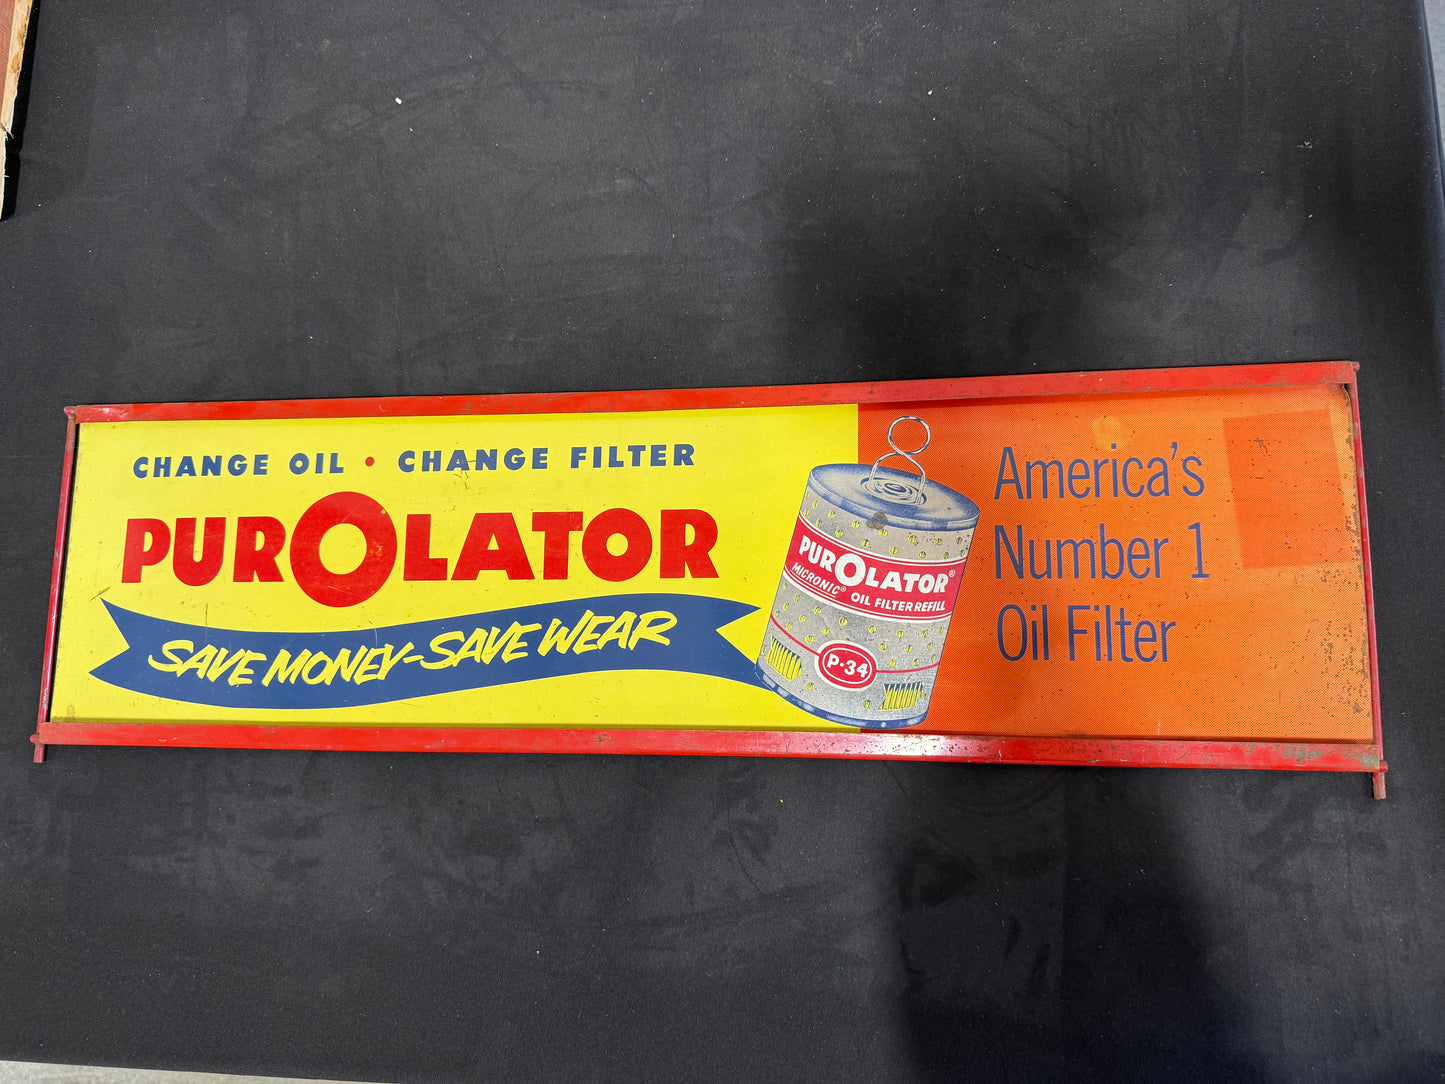 CHANGE OIL • CHANGE FILTER
PUROLATOR
SAVE MONEY-SAVE WEAR
PUROLATOR®
MICRONIC® OIL FILTER REFILL
P-34
America's
Number 1
Oil Filter